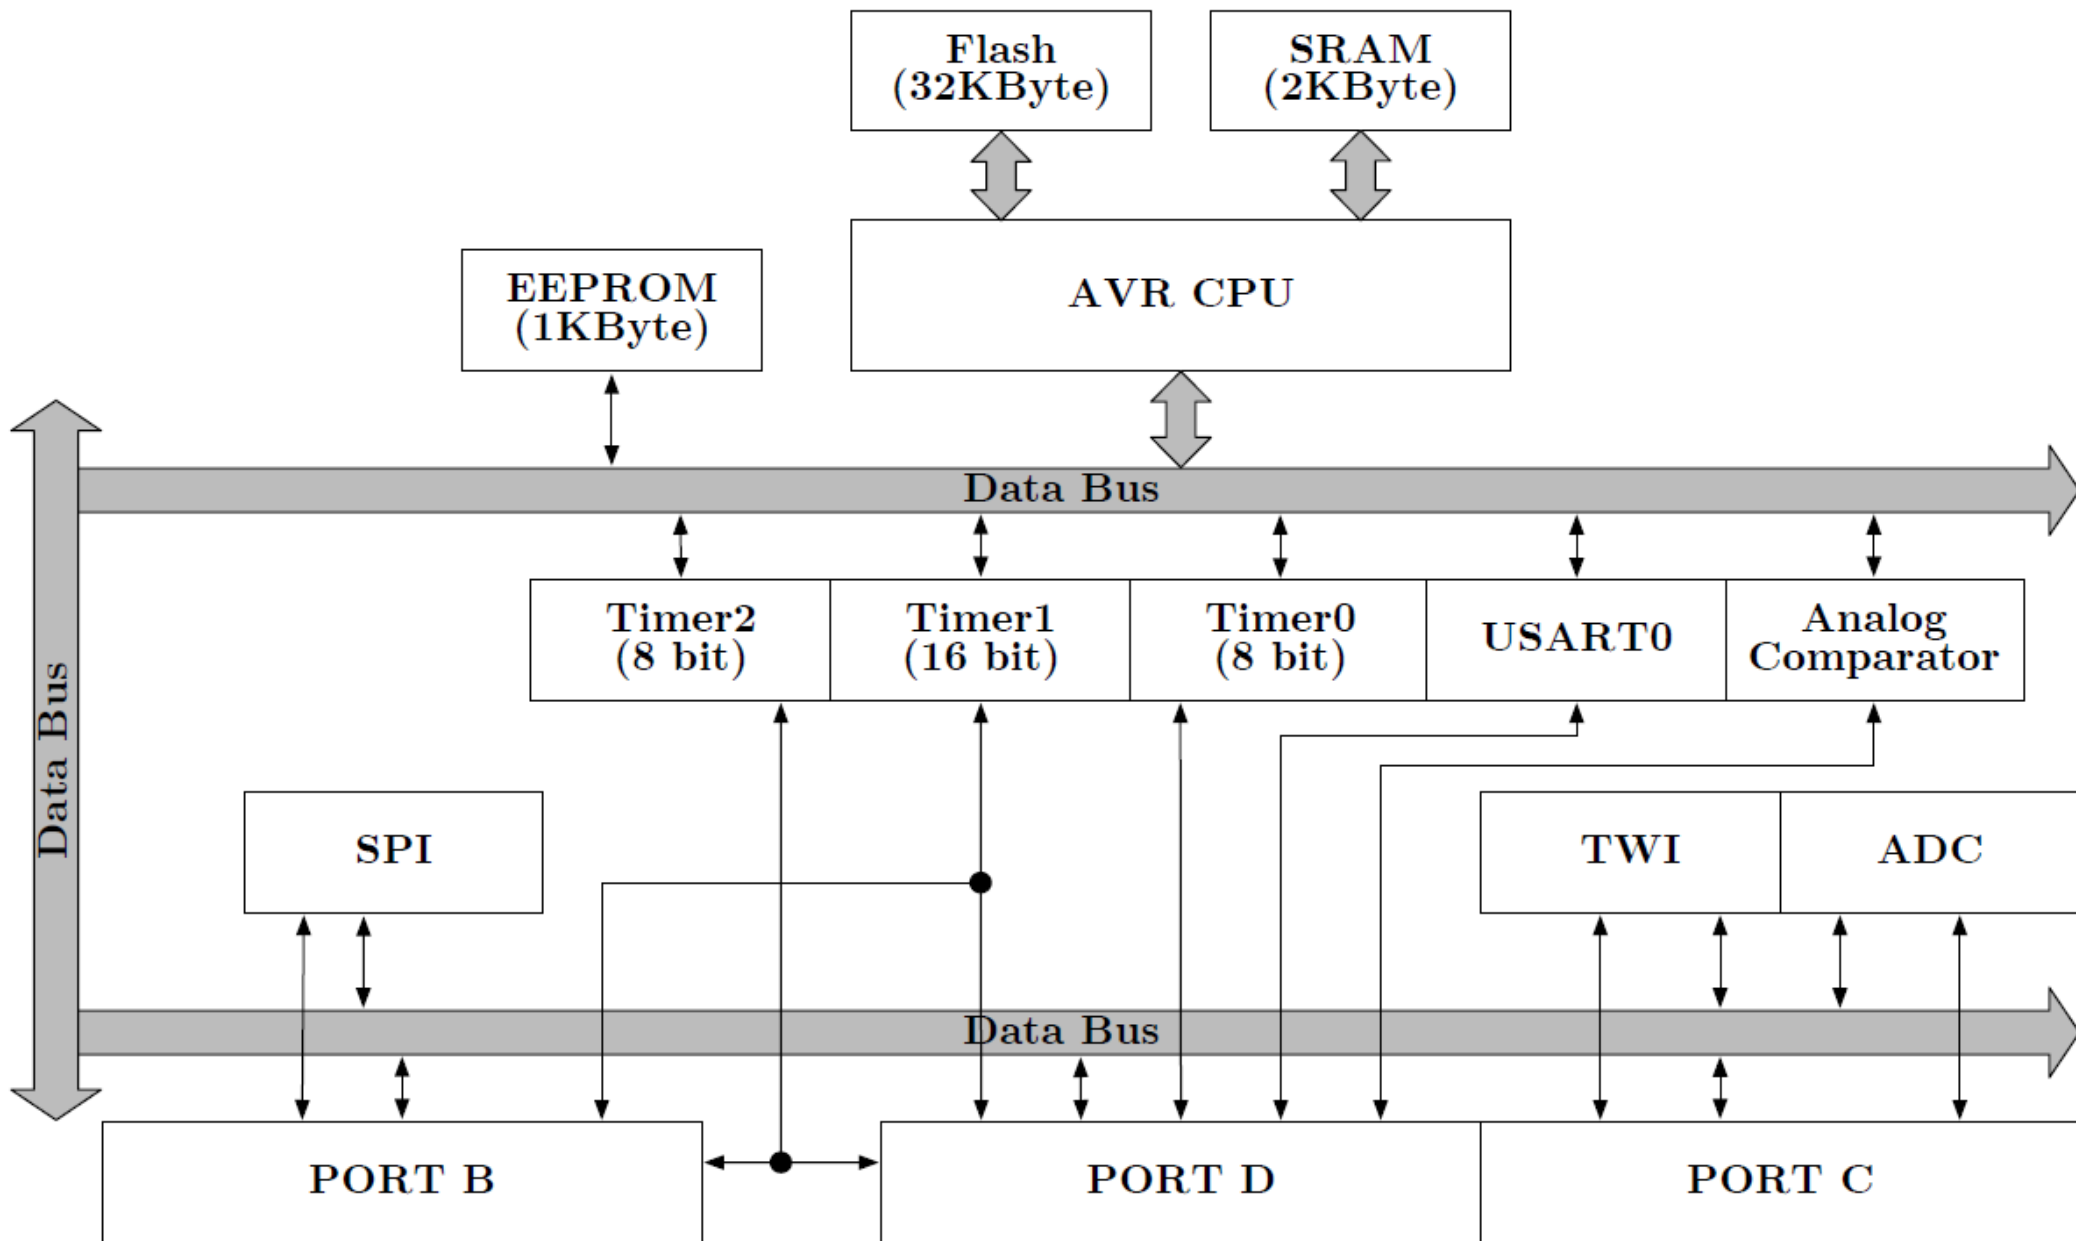 Flash
(32KByte)
SRAM
(2KByte)
EEPROM
(1KByte)
AVR CPU
Data Bus
Timer2
(8 bit)
Timer1
(16 bit)
Timer0
(8 bit)
USART0
Analog
Comparator
Data Bus
SPI
TWI
ADC
Data Bus
PORT B
PORT D
PORT C